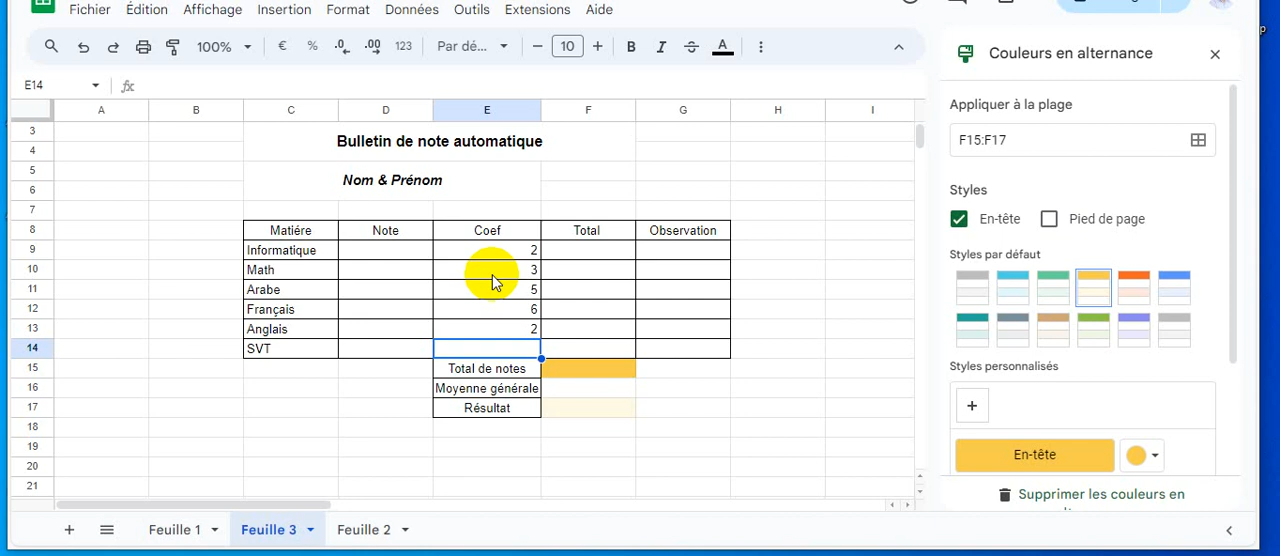 Fichier Édition Affichage Insertion Format Données Outils Extensions Aide
100% € % .0 .00 123 Par dé... − 10 + B I S A
E14 fx
A B C D E F G H I
3
4 Bulletin de note automatique
5
6 Nom & Prénom
7
8 Matiére Note Coef Total Observation
9 Informatique 2
10 Math 3
11 Arabe 5
12 Français 6
13 Anglais 2
14 SVT
15 Total de notes
16 Moyenne générale
17 Résultat
18
19
20
21
+ Feuille 1 Feuille 3 Feuille 2
Couleurs en alternance
Appliquer à la plage
F15:F17
Styles
En-tête Pied de page
Styles par défaut
Styles personnalisés
+
En-tête
Supprimer les couleurs en